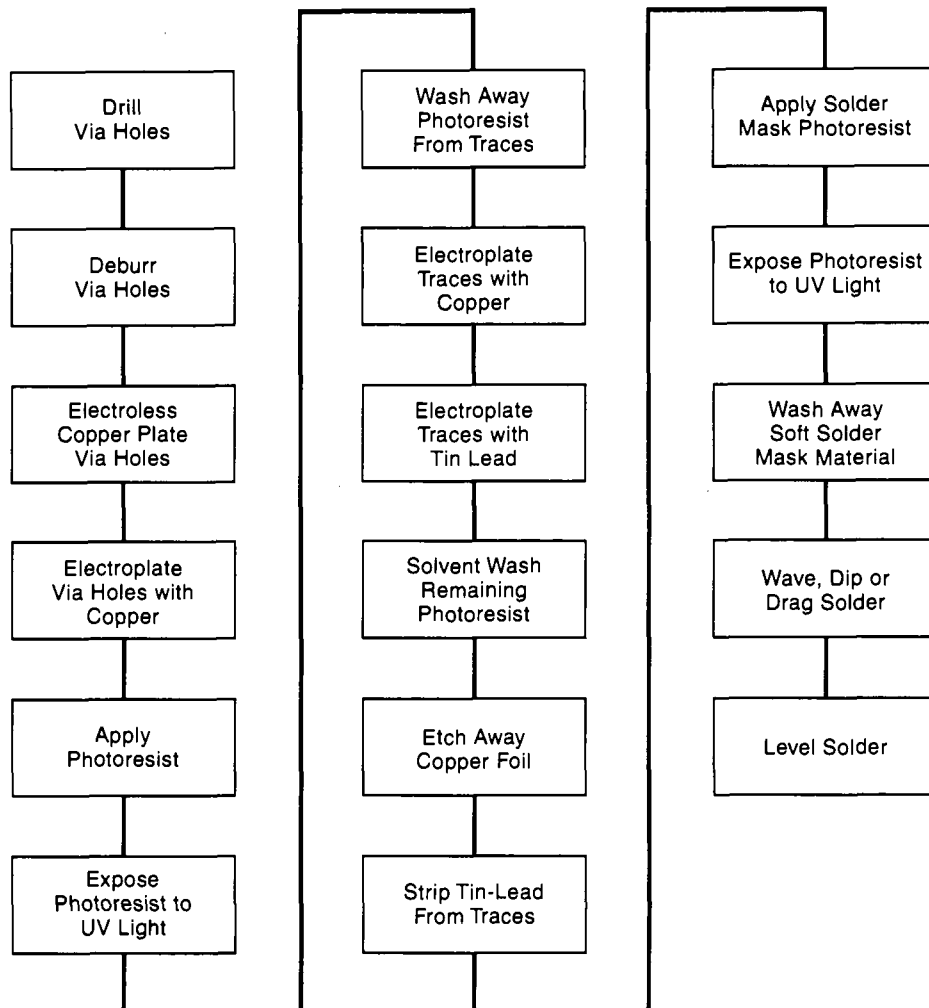 Drill
Via Holes
Deburr
Via Holes
Electroless
Copper Plate
Via Holes
Electroplate
Via Holes with
Copper
Apply
Photoresist
Expose
Photoresist to
UV Light
Wash Away
Photoresist
From Traces
Electroplate
Traces with
Copper
Electroplate
Traces with
Tin Lead
Solvent Wash
Remaining
Photoresist
Etch Away
Copper Foil
Strip Tin-Lead
From Traces
Apply Solder
Mask Photoresist
Expose Photoresist
to UV Light
Wash Away
Soft Solder
Mask Material
Wave, Dip or
Drag Solder
Level Solder